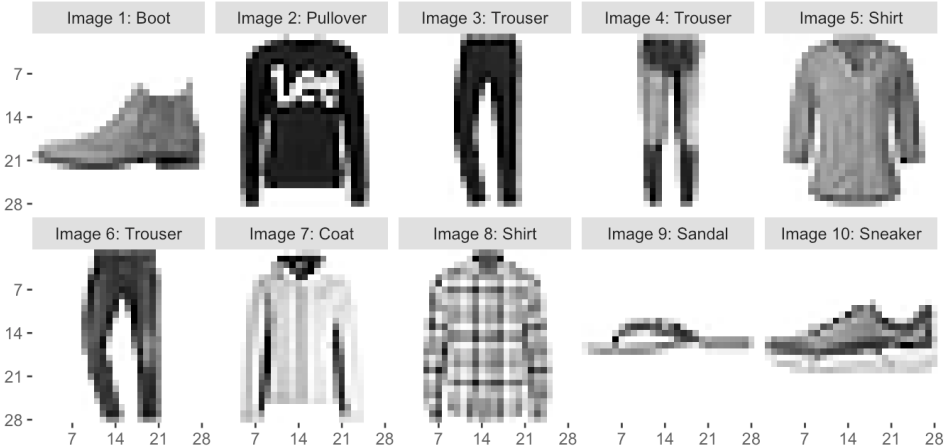 Image 1: Boot
Image 2: Pullover
Image 3: Trouser
Image 4: Trouser
Image 5: Shirt
7
14
21
28
Lee
Image 6: Trouser
Image 7: Coat
Image 8: Shirt
Image 9: Sandal
Image 10: Sneaker
7
14
21
28
7 14 21 28
7 14 21 28
7 14 21 28
7 14 21 28
7 14 21 28